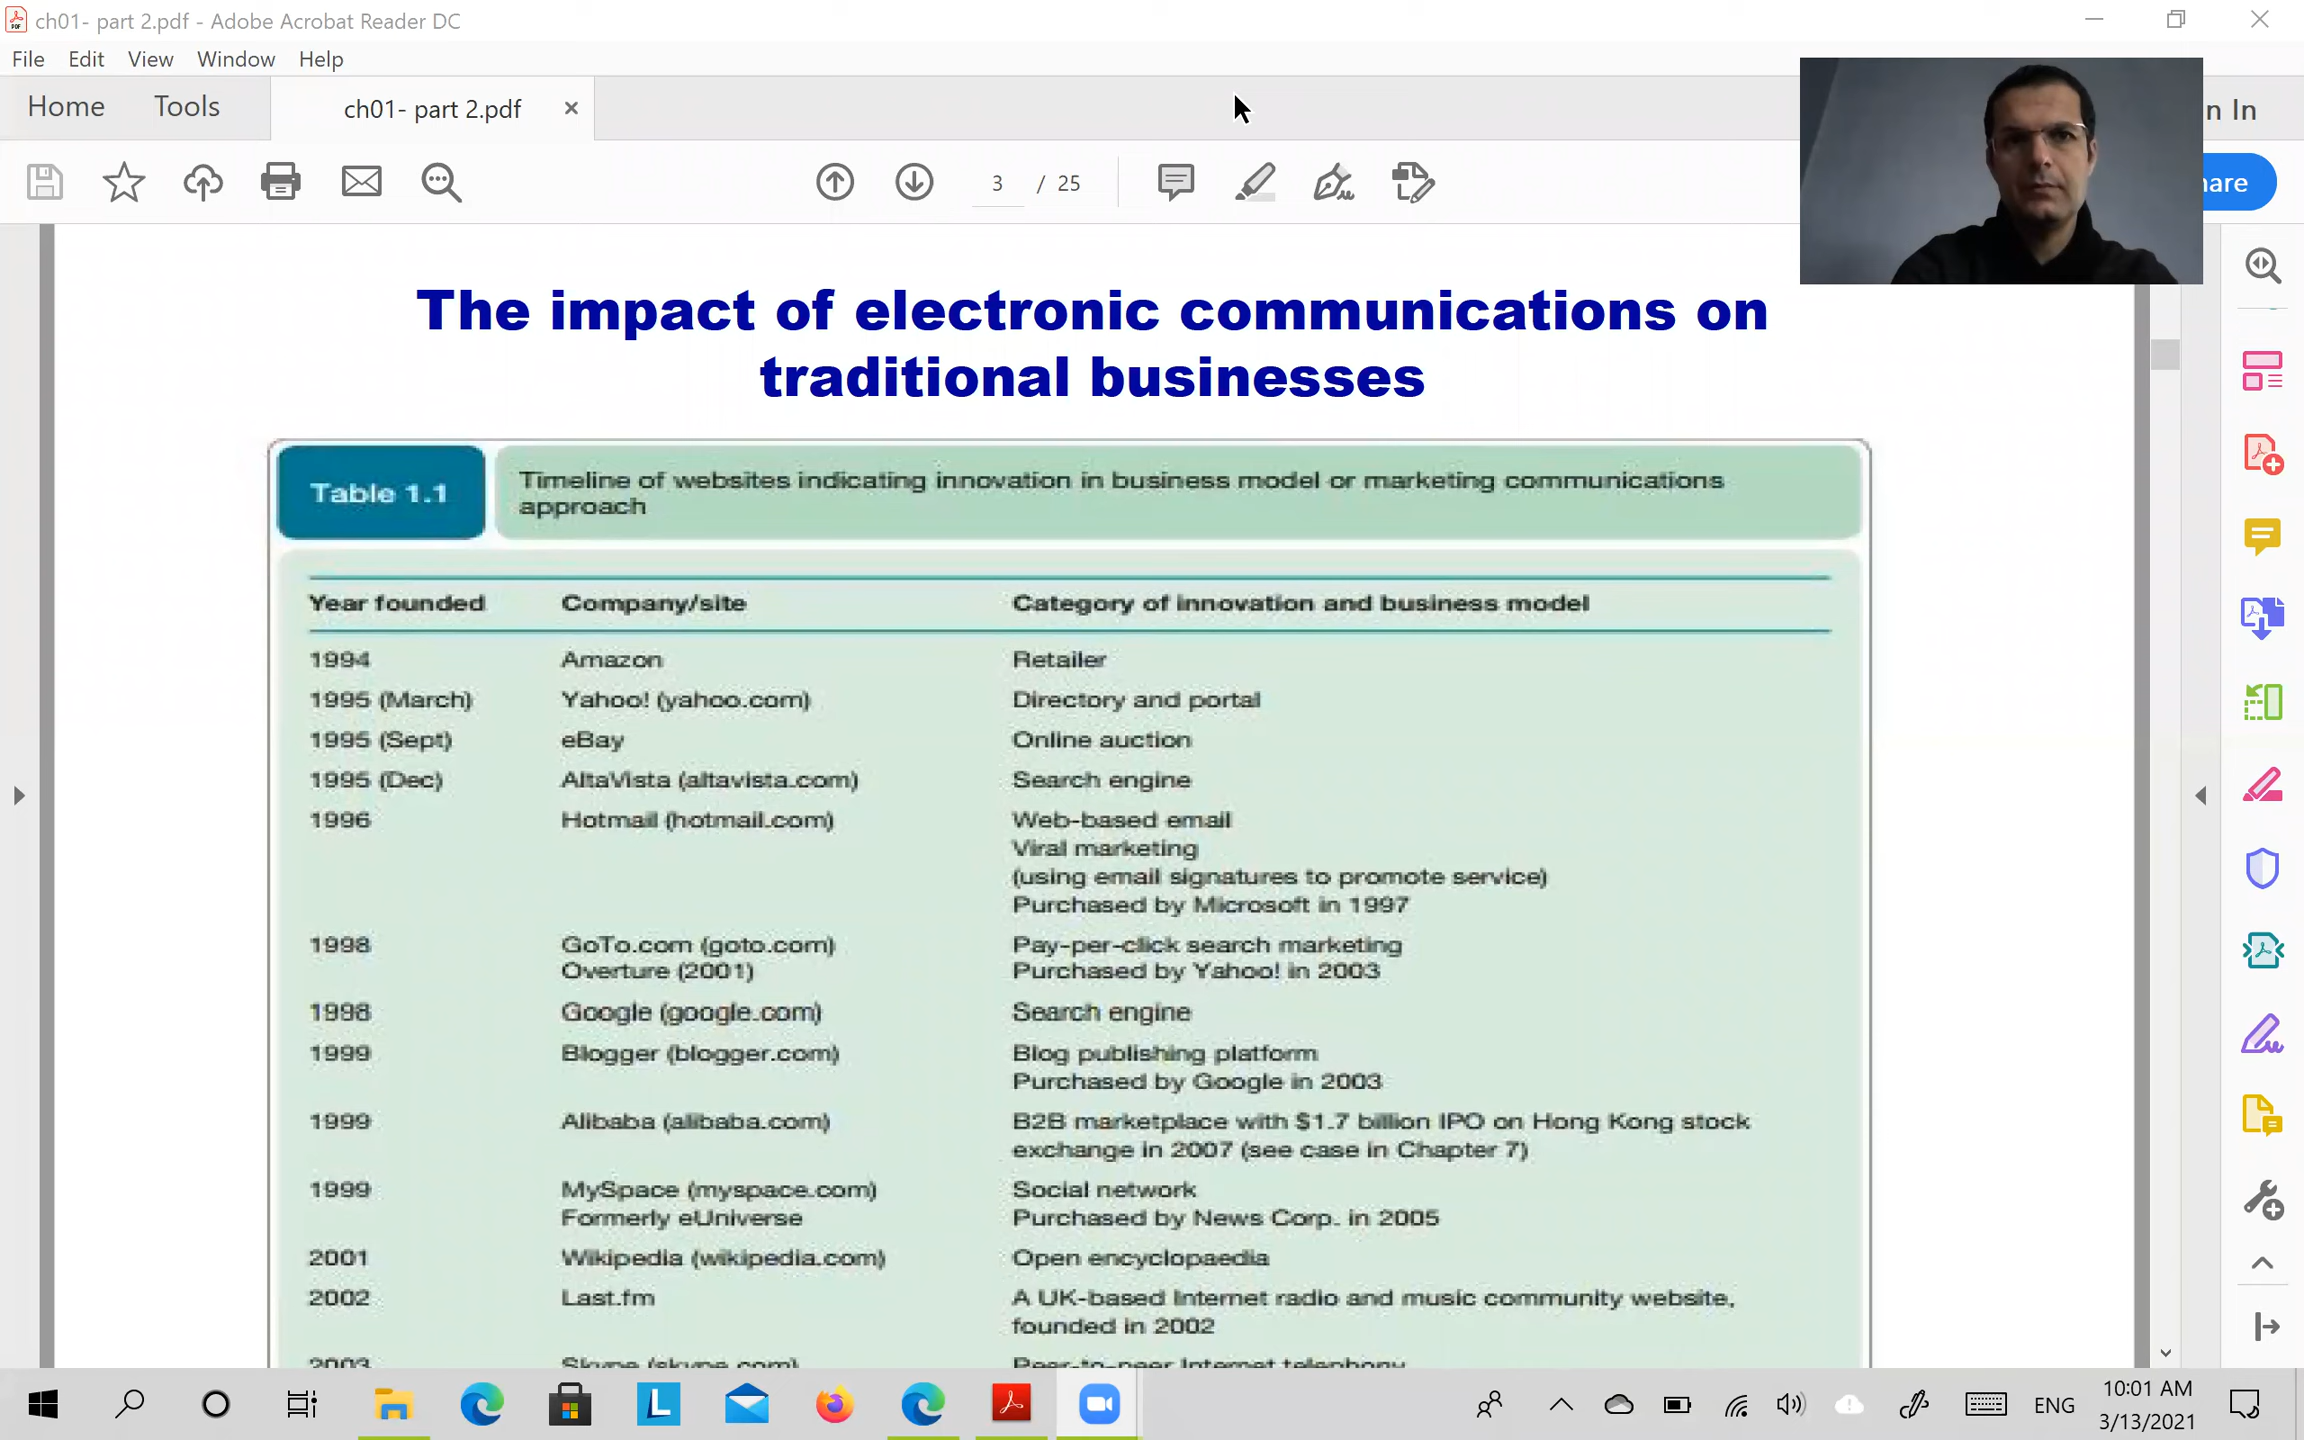 ch01- part 2.pdf - Adobe Acrobat Reader DC
File Edit View Window Help
Home Tools ch01- part 2.pdf × n In
3 / 25 hare
The impact of electronic communications on
traditional businesses
Table 1.1 Timeline of websites indicating innovation in business model or marketing communications
approach
Year founded Company/site Category of innovation and business model
1994 Amazon Retailer
1995 (March) Yahoo! (yahoo.com) Directory and portal
1995 (Sept) eBay Online auction
1995 (Dec) AltaVista (altavista.com) Search engine
1996 Hotmail (hotmail.com) Web-based email
Viral marketing
(using email signatures to promote service)
Purchased by Microsoft in 1997
1998 GoTo.com (goto.com) Pay-per-click search marketing
Overture (2001) Purchased by Yahoo! in 2003
1998 Google (google.com) Search engine
1999 Blogger (blogger.com) Blog publishing platform
Purchased by Google in 2003
1999 Alibaba (alibaba.com) B2B marketplace with $1.7 billion IPO on Hong Kong stock
exchange in 2007 (see case in Chapter 7)
1999 MySpace (myspace.com) Social network
Formerly eUniverse Purchased by News Corp. in 2005
2001 Wikipedia (wikipedia.com) Open encyclopaedia
2002 Last.fm A UK-based Internet radio and music community website,
founded in 2002
2003 Skype (skype.com) Peer-to-peer Internet telephony
ENG 10:01 AM
3/13/2021